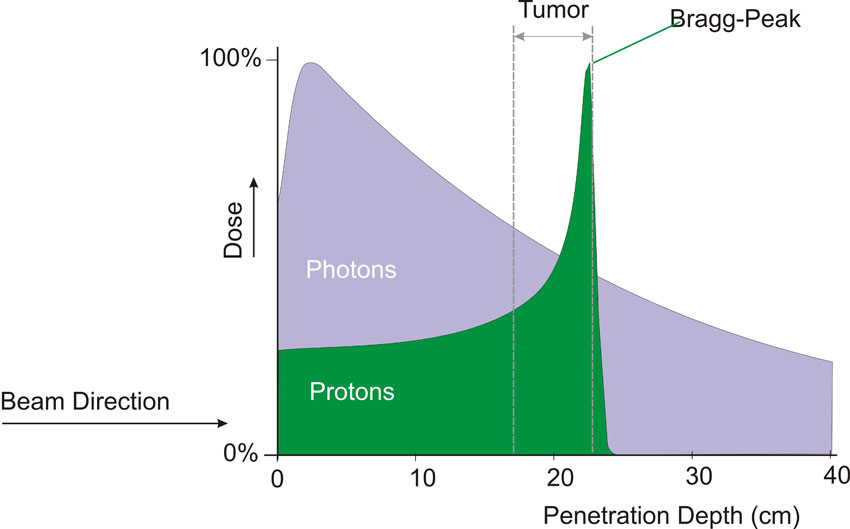 Tumor
Bragg-Peak
100%
Dose
Photons
Protons
Beam Direction
0%
0 10 20 30 40
Penetration Depth (cm)